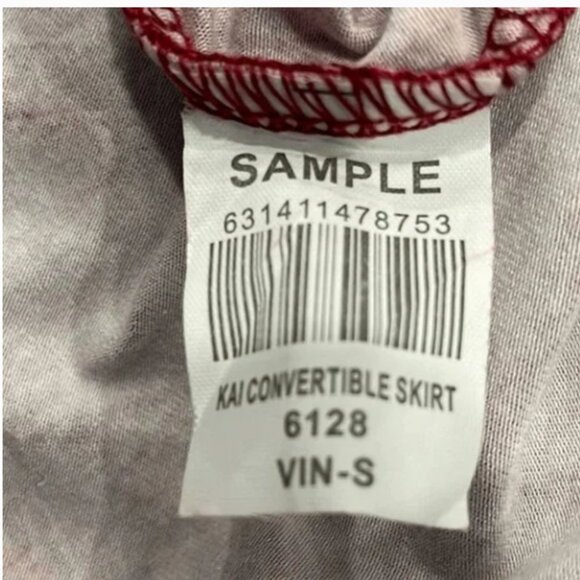 SAMPLE
631411478753
KAI CONVERTIBLE SKIRT
6128
VIN-S